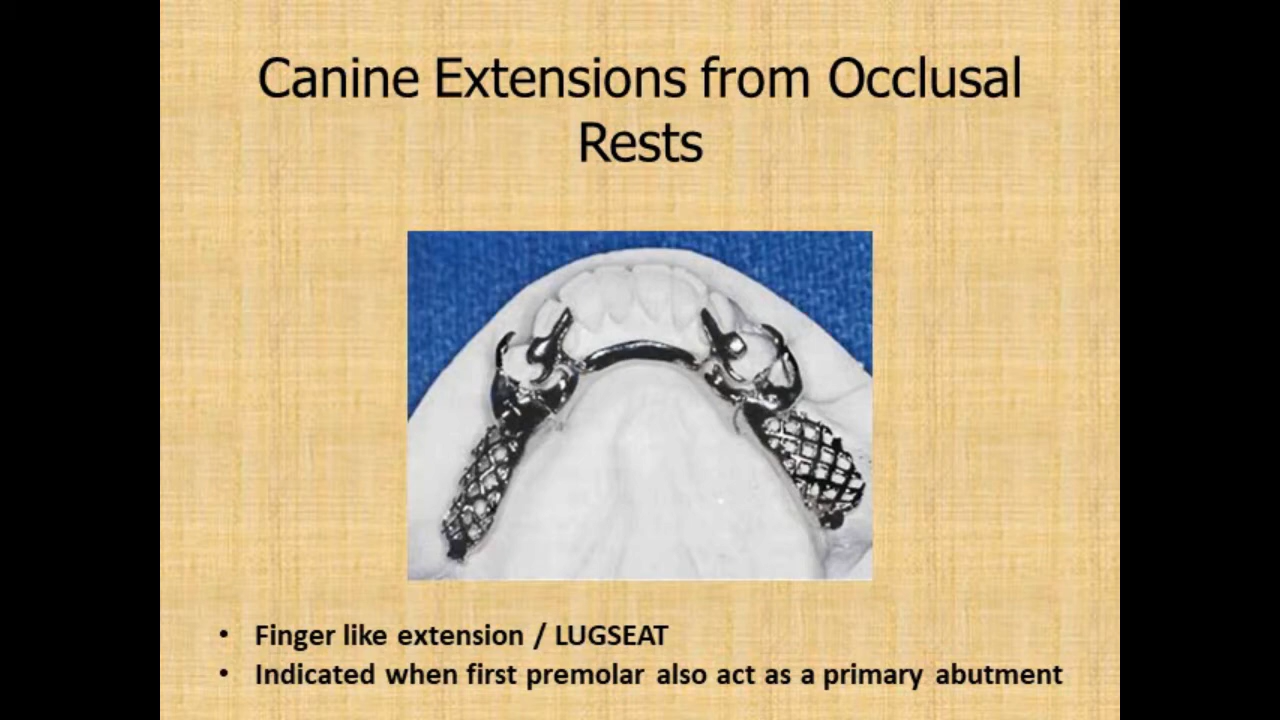 Canine Extensions from Occlusal
Rests
• Finger like extension / LUGSEAT
• Indicated when first premolar also act as a primary abutment